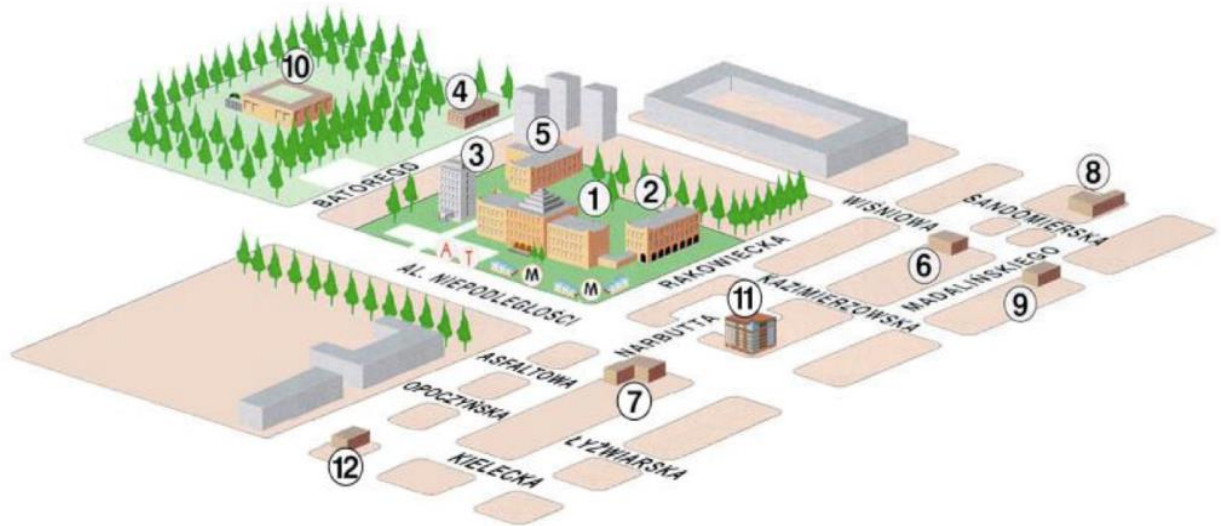 10
4
5
3
8
BATOREGO
1
2
WIŚNIOWA
SANDOMIERSKA
A T
M
M
RAKOWIECKA
6
MADALIŃSKIEGO
9
AL. NIEPODLEGŁOŚCI
KAZIMIERZOWSKA
11
NARBUTTA
ASFALTOWA
7
OPOCZYŃSKA
ŁYŻWIARSKA
12
KIELECKA